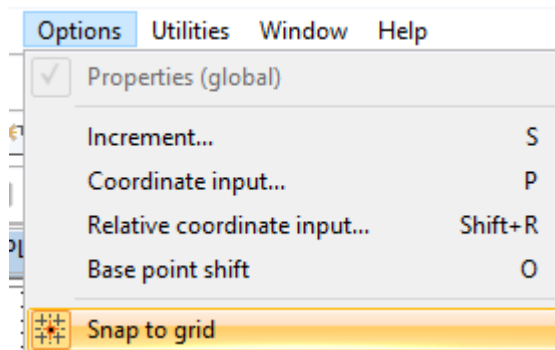 Options Utilities Window Help
Properties (global)
Increment... S
Coordinate input... P
Relative coordinate input... Shift+R
Base point shift O
Snap to grid